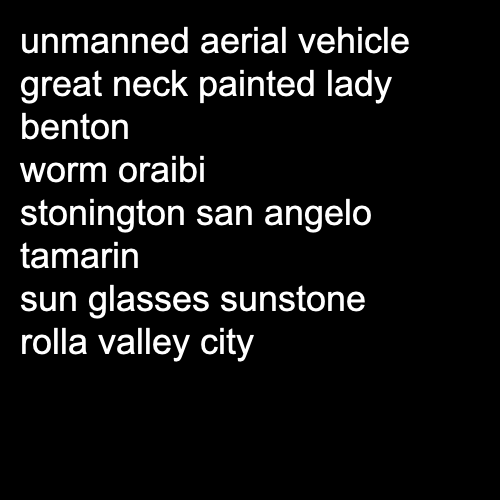 unmanned aerial vehicle
great neck painted lady
benton
worm oraibi
stonington san angelo
tamarin
sun glasses sunstone
rolla valley city